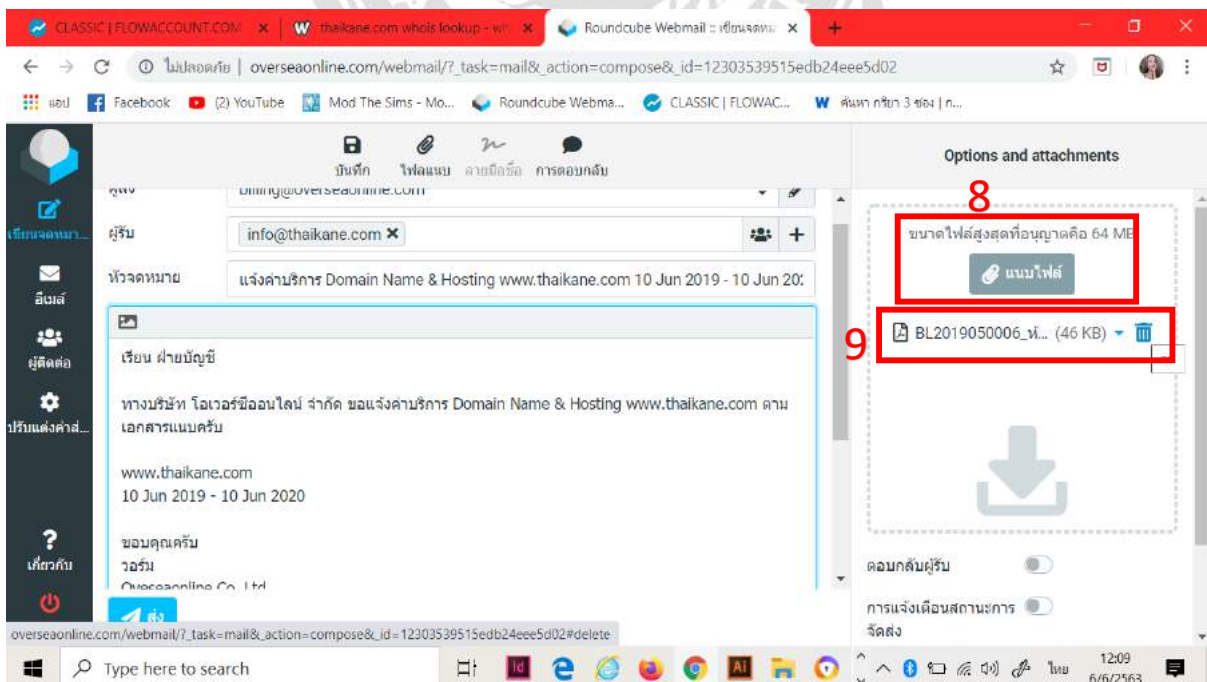 CLASSIC | FLOWACCOUNT.COM
thaikane.com whois lookup - wh
Roundcube Webmail :: เขียนจดหมา
ไม่ปลอดภัย | overseaonline.com/webmail/?_task=mail&_action=compose&_id=12303539515edb24eee5d02
แอป
Facebook
(2) YouTube
Mod The Sims - Mo...
Roundcube Webma...
CLASSIC | FLOWAC...
ค้นหา กริยา 3 ช่อง | ก...
บันทึก
ไฟล์แนบ
ลายมือชื่อ
การตอบกลับ
Options and attachments
เขียนจดหมา...
อีเมล์
ผู้ติดต่อ
ปรับแต่งค่าส่...
เกี่ยวกับ
ผู้ส่ง
billing@overseaonline.com
ผู้รับ
info@thaikane.com
หัวจดหมาย
แจ้งค่าบริการ Domain Name & Hosting www.thaikane.com 10 Jun 2019 - 10 Jun 202
เรียน ฝ่ายบัญชี
ทางบริษัท โอเวอร์ซีออนไลน์ จำกัด ขอแจ้งค่าบริการ Domain Name & Hosting www.thaikane.com ตาม
เอกสารแนบครับ
www.thaikane.com
10 Jun 2019 - 10 Jun 2020
ขอบคุณครับ
วอร์ม
Overseaonline Co.,Ltd
ส่ง
8
ขนาดไฟล์สูงสุดที่อนุญาตคือ 64 MB
แนบไฟล์
9
BL2019050006_ห... (46 KB)
ตอบกลับผู้รับ
การแจ้งเตือนสถานะการ
จัดส่ง
overseaonline.com/webmail/?_task=mail&_action=compose&_id=12303539515edb24eee5d02#delete
Type here to search
ไทย
12:09
6/6/2563